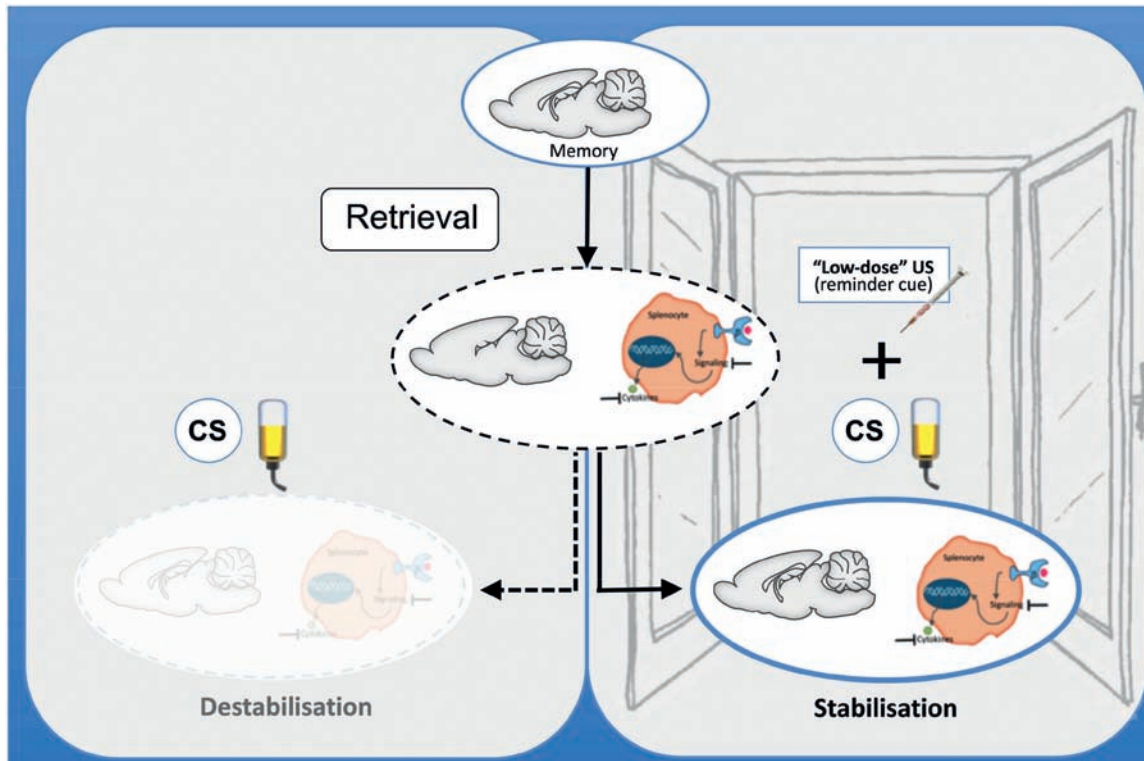 Memory
Retrieval
"Low-dose" US
(reminder cue)
Splenocyte
Signaling
Cytokines
CS
CS
Splenocyte
Signaling
Cytokines
Splenocyte
Signaling
Cytokines
Destabilisation
Stabilisation